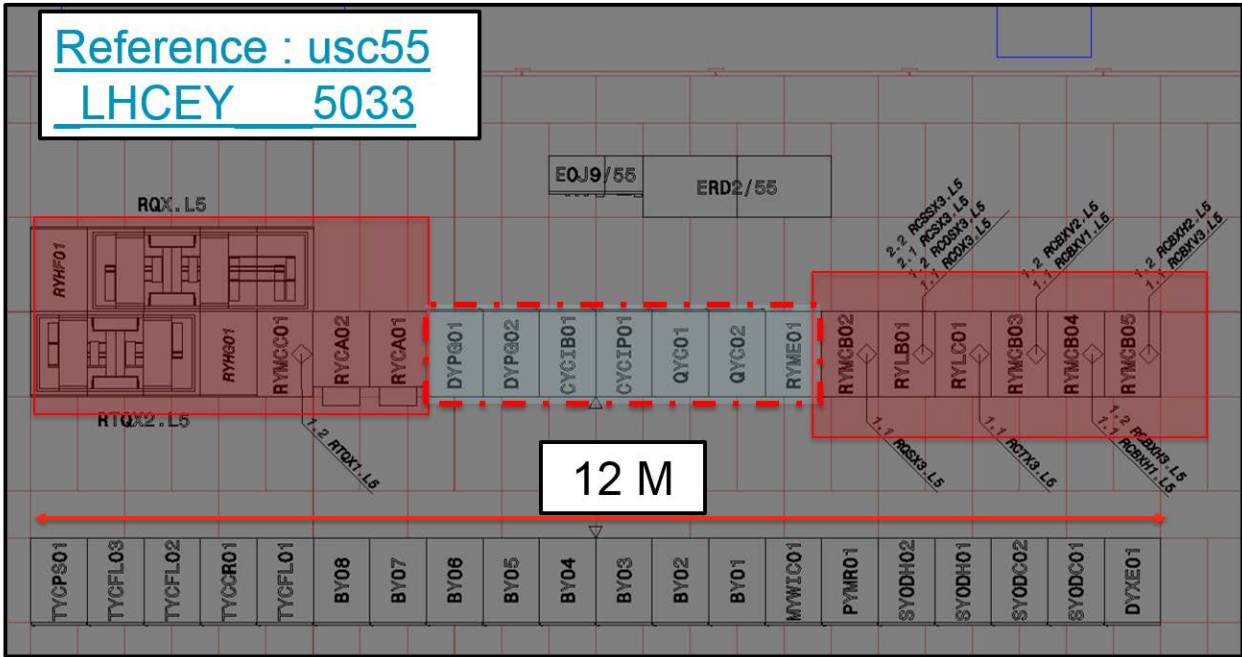 Reference : usc55
_LHCEY___5033
EOJ9/55
ERD2/55
RQX.L5
2.2 RCSSX3.L5
2.1 RCSX3.L5
1.2 RCOSX3.L5
1.1 RCOX3.L5
1.2 RCBXV2.L5
1.1 RCBXV1.L5
1.2 RCBXH2.L5
1.1 RCBXV3.L5
RYHF01
RYHG01
RYMCC01
RYCA02
RYCA01
DYPG01
DYPG02
CYCIB01
CYCIP01
QYC01
QYC02
RYME01
RYMCB02
RYLB01
RYLC01
RYMCB03
RYMCB04
RYMCB05
RTQX2.L5
1.2 RTQX1.L5
1.1 RQSX3.L5
1.1 RCTX3.L5
1.2 RCBXH3.L5
1.1 RCBXH1.L5
12 M
TYCPS01
TYCFL03
TYCFL02
TYCCR01
TYCFL01
BY08
BY07
BY06
BY05
BY04
BY03
BY02
BY01
MYWIC01
PYMR01
SYODH02
SYODH01
SYODC02
SYODC01
DYXE01